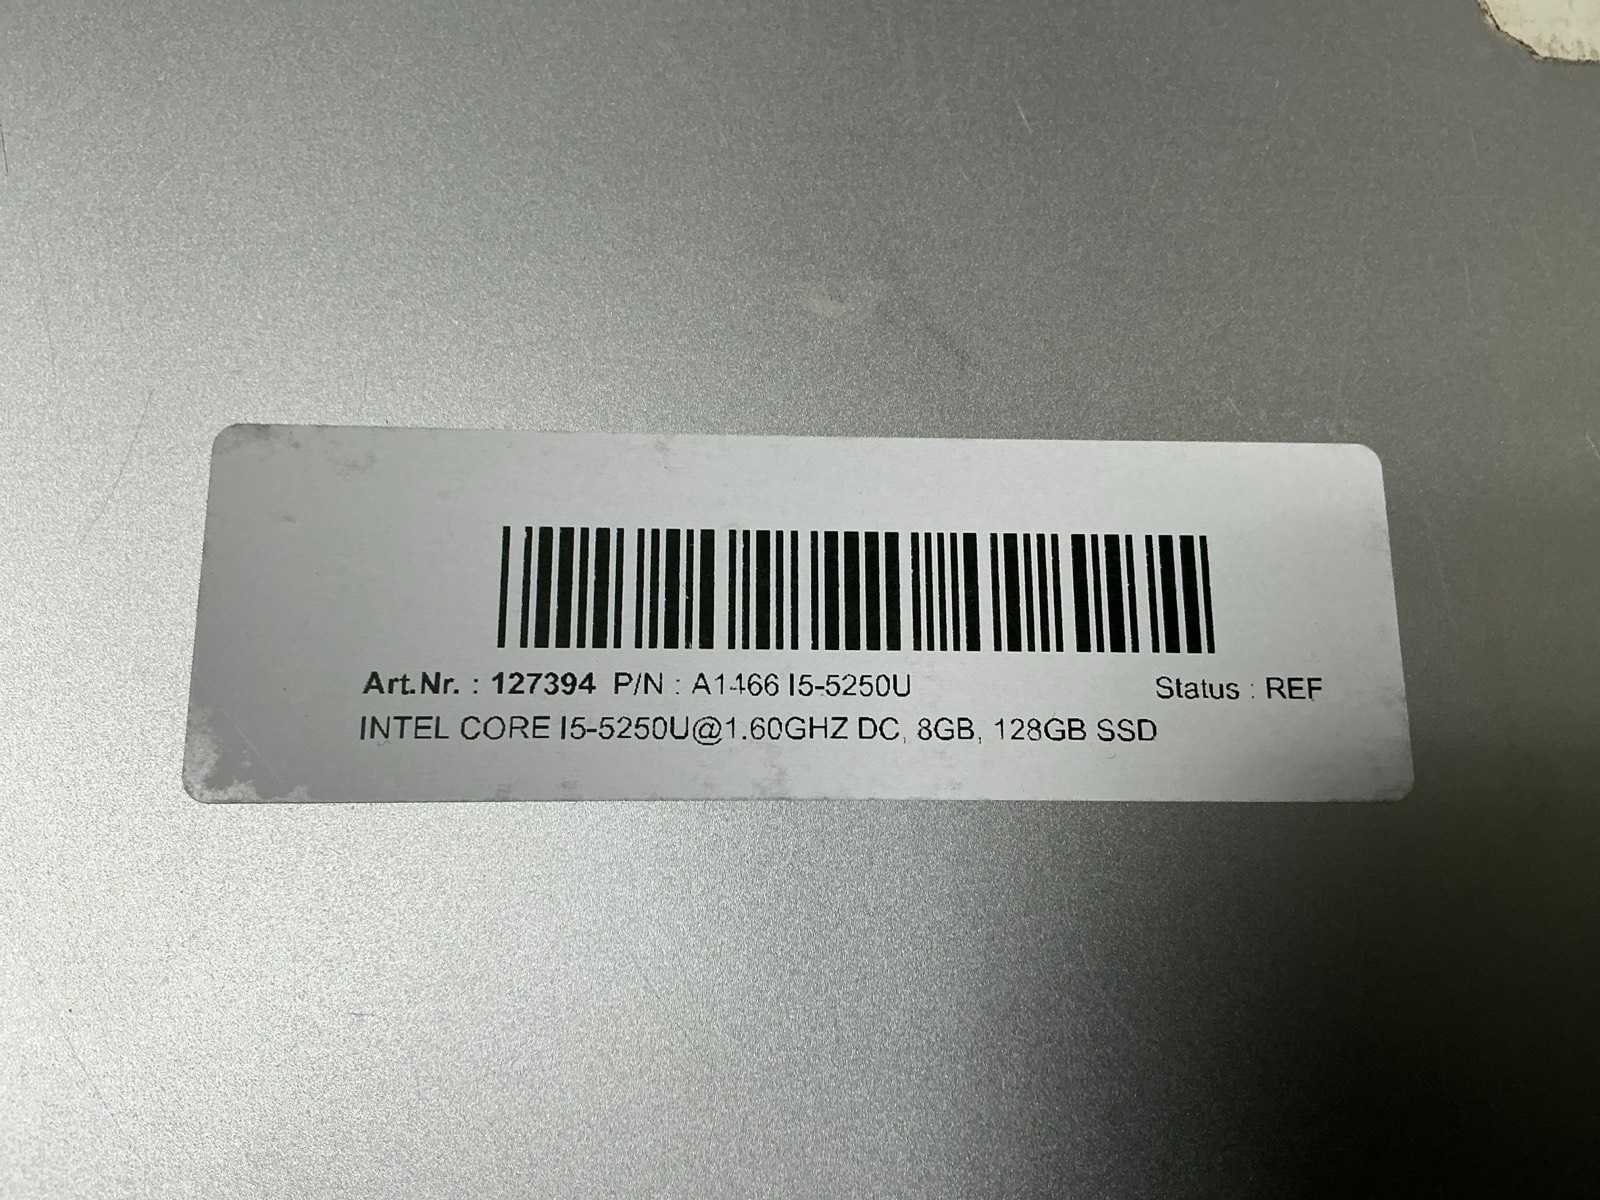 Art.Nr. : 127394 P/N : A1466 I5-5250U Status : REF
INTEL CORE I5-5250U@1.60GHZ DC, 8GB, 128GB SSD